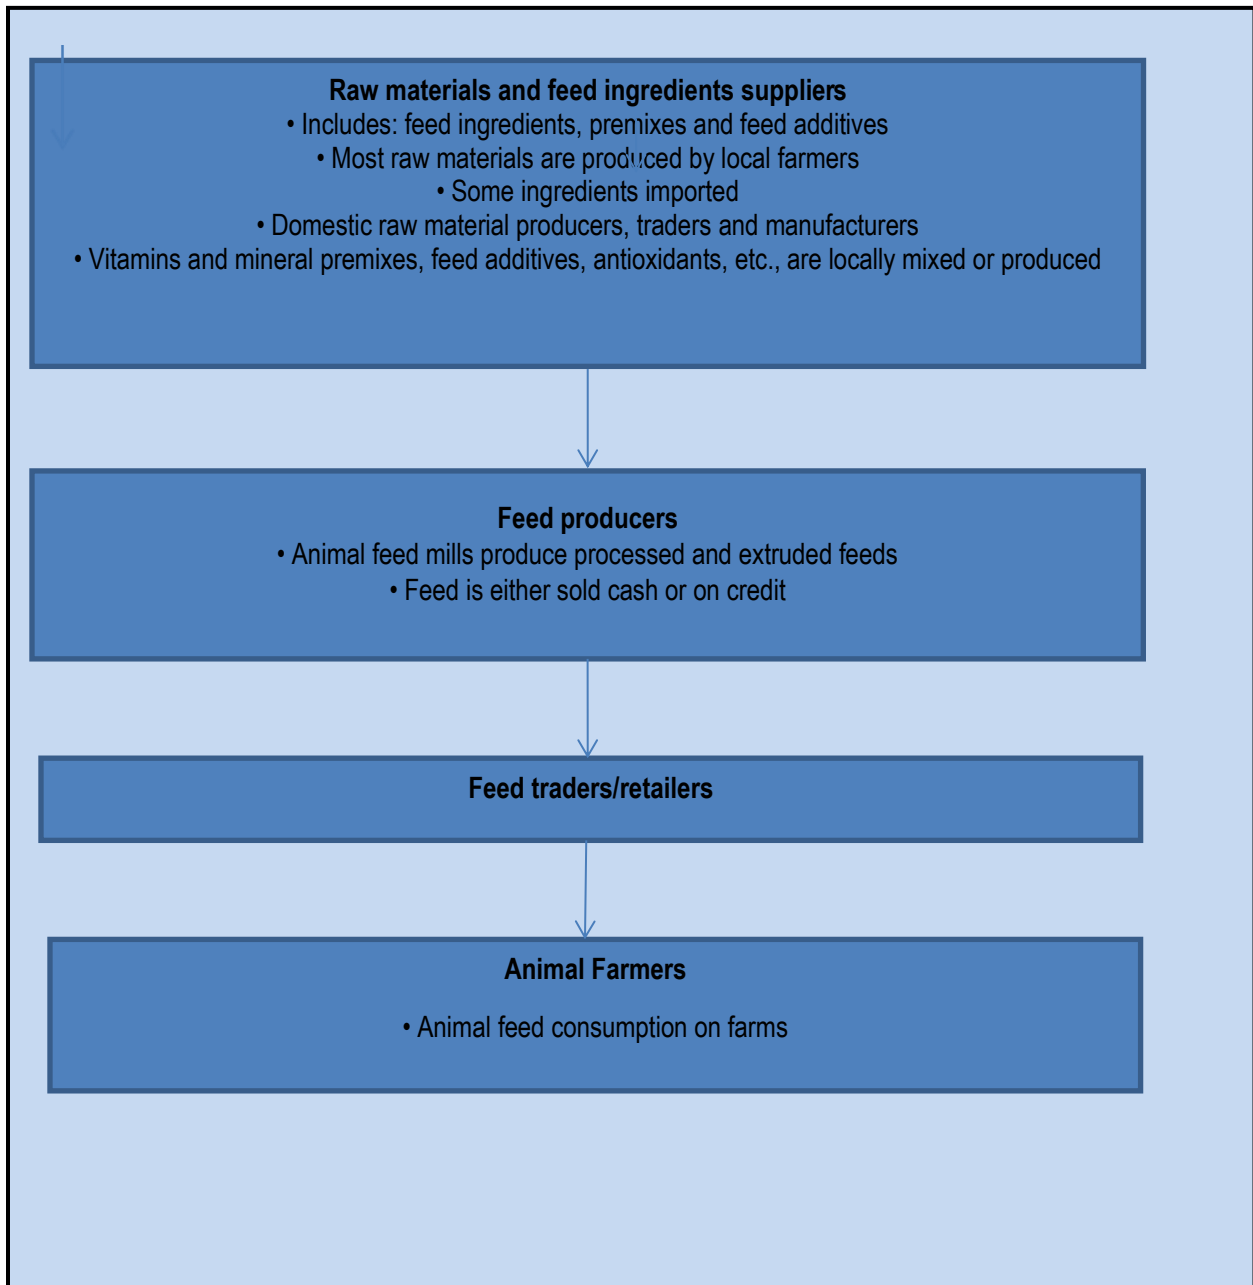 Raw materials and feed ingredients suppliers
• Includes: feed ingredients, premixes and feed additives
• Most raw materials are produced by local farmers
• Some ingredients imported
• Domestic raw material producers, traders and manufacturers
• Vitamins and mineral premixes, feed additives, antioxidants, etc., are locally mixed or produced
Feed producers
• Animal feed mills produce processed and extruded feeds
• Feed is either sold cash or on credit
Feed traders/retailers
Animal Farmers
• Animal feed consumption on farms